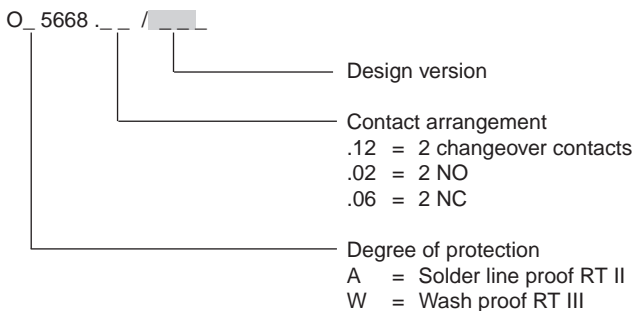 O_ 5668 ._ _ / _ _ _
Design version
Contact arrangement
.12 = 2 changeover contacts
.02 = 2 NO
.06 = 2 NC
Degree of protection
A = Solder line proof RT II
W = Wash proof RT III